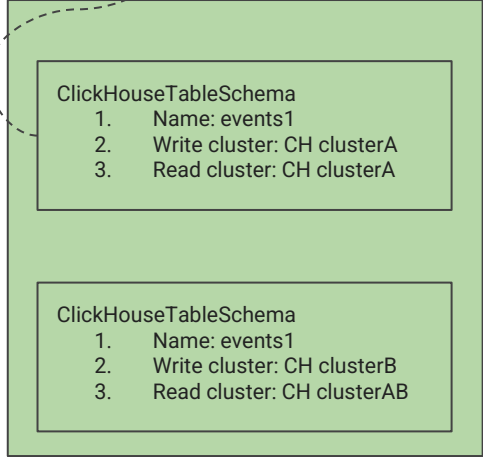 ClickHouseTableSchema
1. Name: events1
2. Write cluster: CH clusterA
3. Read cluster: CH clusterA
ClickHouseTableSchema
1. Name: events1
2. Write cluster: CH clusterB
3. Read cluster: CH clusterAB